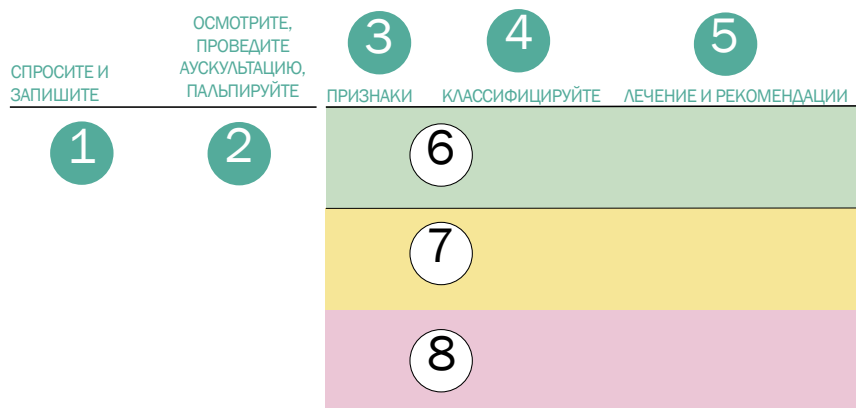 СПРОСИТЕ И
ЗАПИШИТЕ
ОСМОТРИТЕ,
ПРОВЕДИТЕ
АУСКУЛЬТАЦИЮ,
ПАЛЬПИРУЙТЕ
3
ПРИЗНАКИ
4
КЛАССИФИЦИРУЙТЕ
5
ЛЕЧЕНИЕ И РЕКОМЕНДАЦИИ
1
2
6
7
8